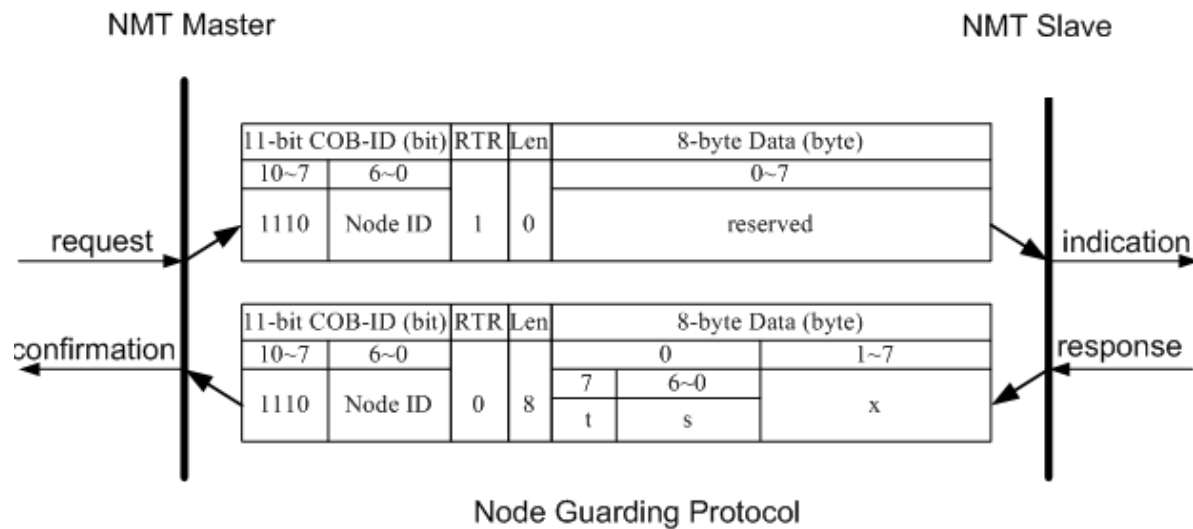 NMT Master
NMT Slave
11-bit COB-ID (bit) RTR Len 8-byte Data (byte)
10~7 6~0 0~7
1110 Node ID 1 0 reserved
request
indication
11-bit COB-ID (bit) RTR Len 8-byte Data (byte)
confirmation
response
10~7 6~0 0 1~7
7 6~0
1110 Node ID 0 8 x
t s
Node Guarding Protocol